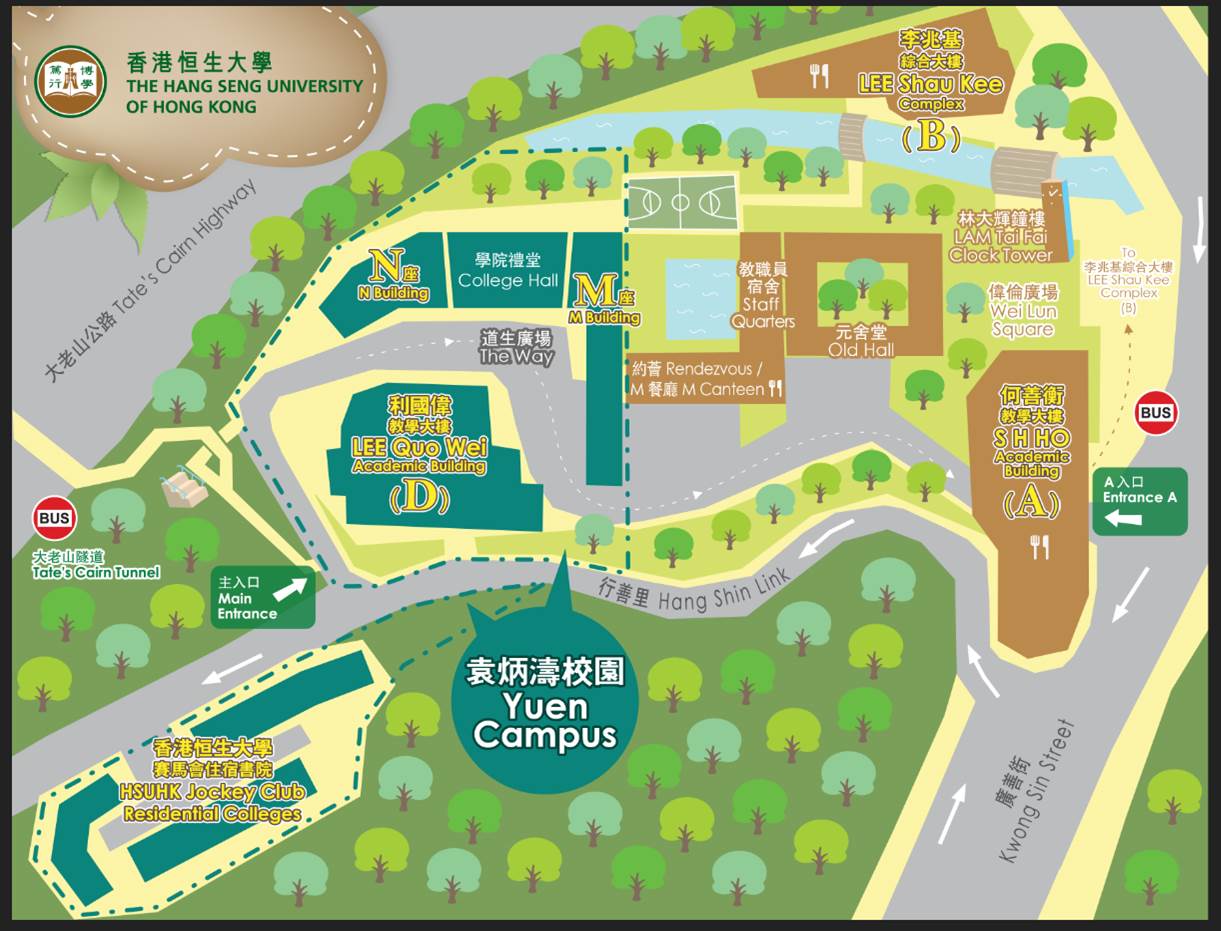 篤 博
行 學
香港恒生大學
THE HANG SENG UNIVERSITY
OF HONG KONG
李兆基
綜合大樓
LEE Shau Kee
Complex
(B)
大老山公路 Tate's Cairn Highway
N座
N Building
學院禮堂
College Hall
M座
M Building
道生廣場
The Way
教職員
宿舍
Staff
Quarters
元舍堂
Old Hall
約薈 Rendezvous /
M 餐廳 M Canteen
林大輝鐘樓
LAM Tai Fai
Clock Tower
偉倫廣場
Wei Lun
Square
To
李兆基綜合大樓
LEE Shau Kee
Complex
(B)
利國偉
教學大樓
LEE Quo Wei
Academic Building
(D)
何善衡
教學大樓
S H HO
Academic
Building
(A)
BUS
A 入口
Entrance A
BUS
大老山隧道
Tate's Cairn Tunnel
主入口
Main
Entrance
行善里 Hang Shin Link
袁炳濤校園
Yuen
Campus
香港恒生大學
賽馬會住宿書院
HSUHK Jockey Club
Residential Colleges
廣善街
Kwong Sin Street